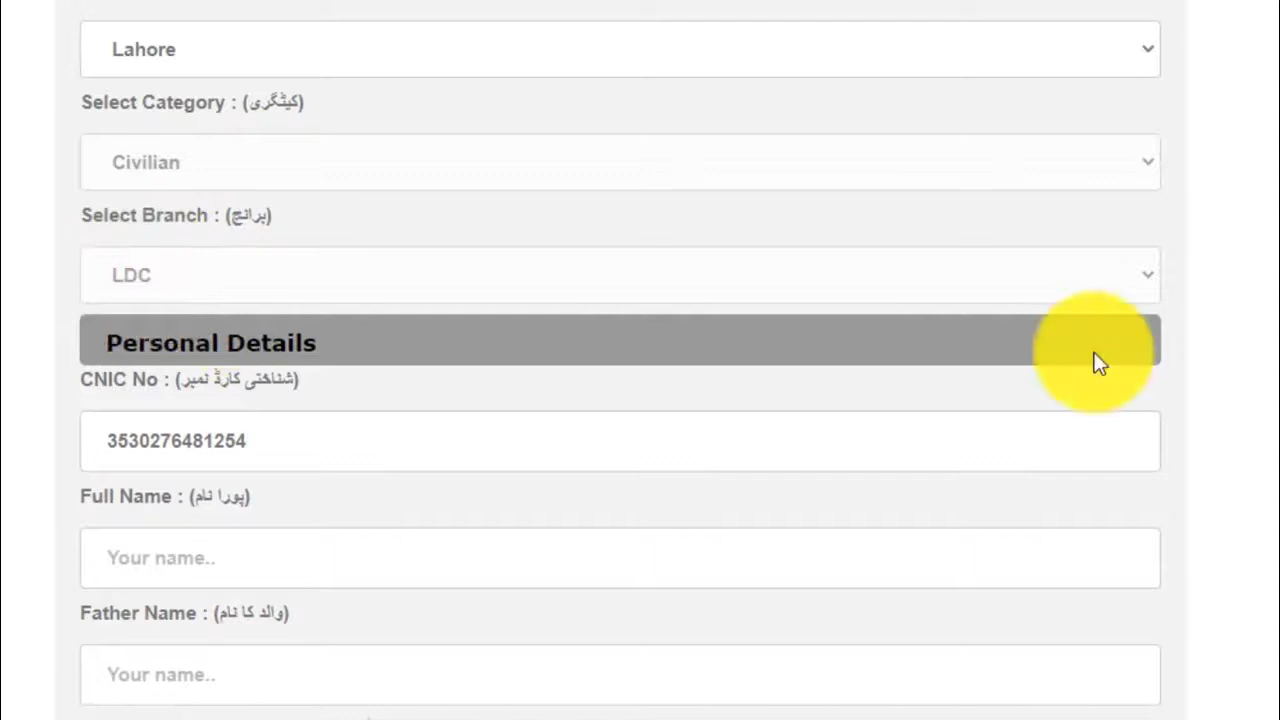 Lahore
Select Category : (کیٹگری)
Civilian
Select Branch : (برانچ)
LDC
Personal Details
CNIC No : (شناختی کارڈ نمبر)
3530276481254
Full Name : (پورا نام)
Your name..
Father Name : (والد کا نام)
Your name..